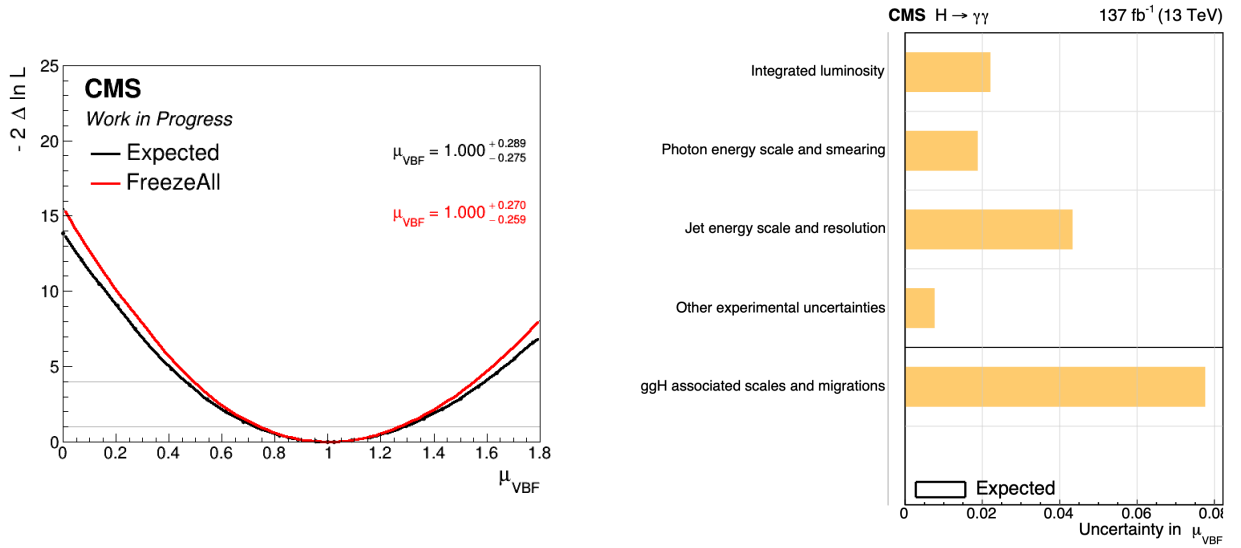 25
20
15
10
5
0
- 2 Δ ln L
CMS
Work in Progress
Expected
FreezeAll
μVBF = 1.000 + 0.289 − 0.275
μVBF = 1.000 +0.270 − 0.259
0 0.2 0.4 0.6 0.8 1 1.2 1.4 1.6 1.8
μVBF
CMS H → γγ 137 fb-1 (13 TeV)
Integrated luminosity
Photon energy scale and smearing
Jet energy scale and resolution
Other experimental uncertainties
ggH associated scales and migrations
Expected
0 0.02 0.04 0.06 0.08
Uncertainty in μVBF